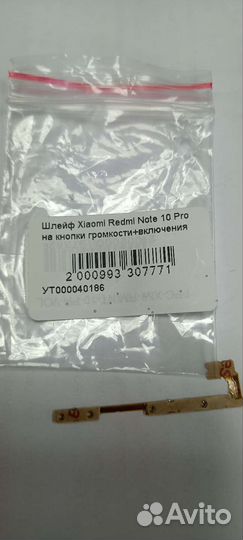 Шлейф Xiaomi Redmi Note 10 Pro
на кнопки громкости+включения
2 000993 307771
УТ000040186
Avito